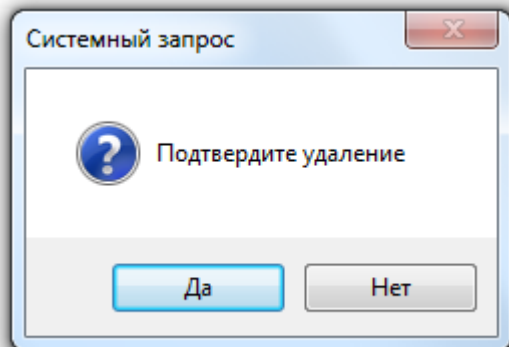 Системный запрос
Подтвердите удаление
Да
Нет